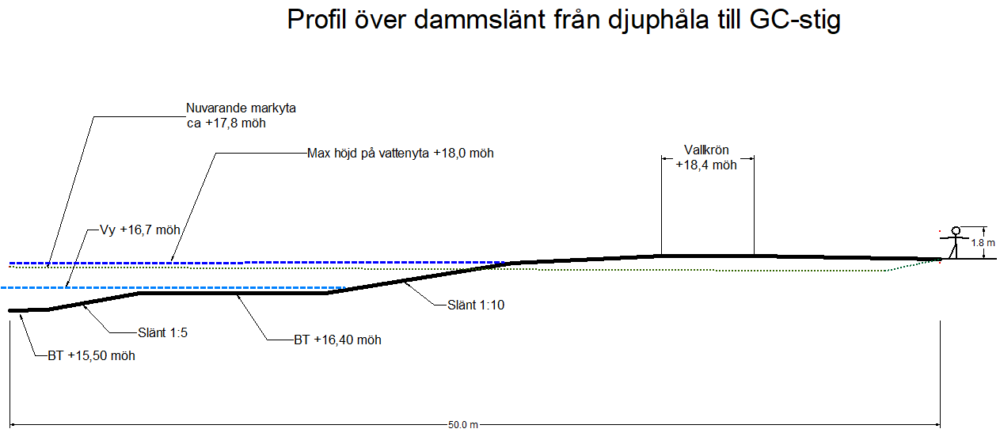 Profil över dammslänt från djuphåla till GC-stig
Nuvarande markyta
ca +17,8 möh
Max höjd på vattenyta +18,0 möh
Vallkrön
+18,4 möh
Vy +16,7 möh
1.8 m
Slänt 1:10
Slänt 1:5
BT +16,40 möh
BT +15,50 möh
50.0 m